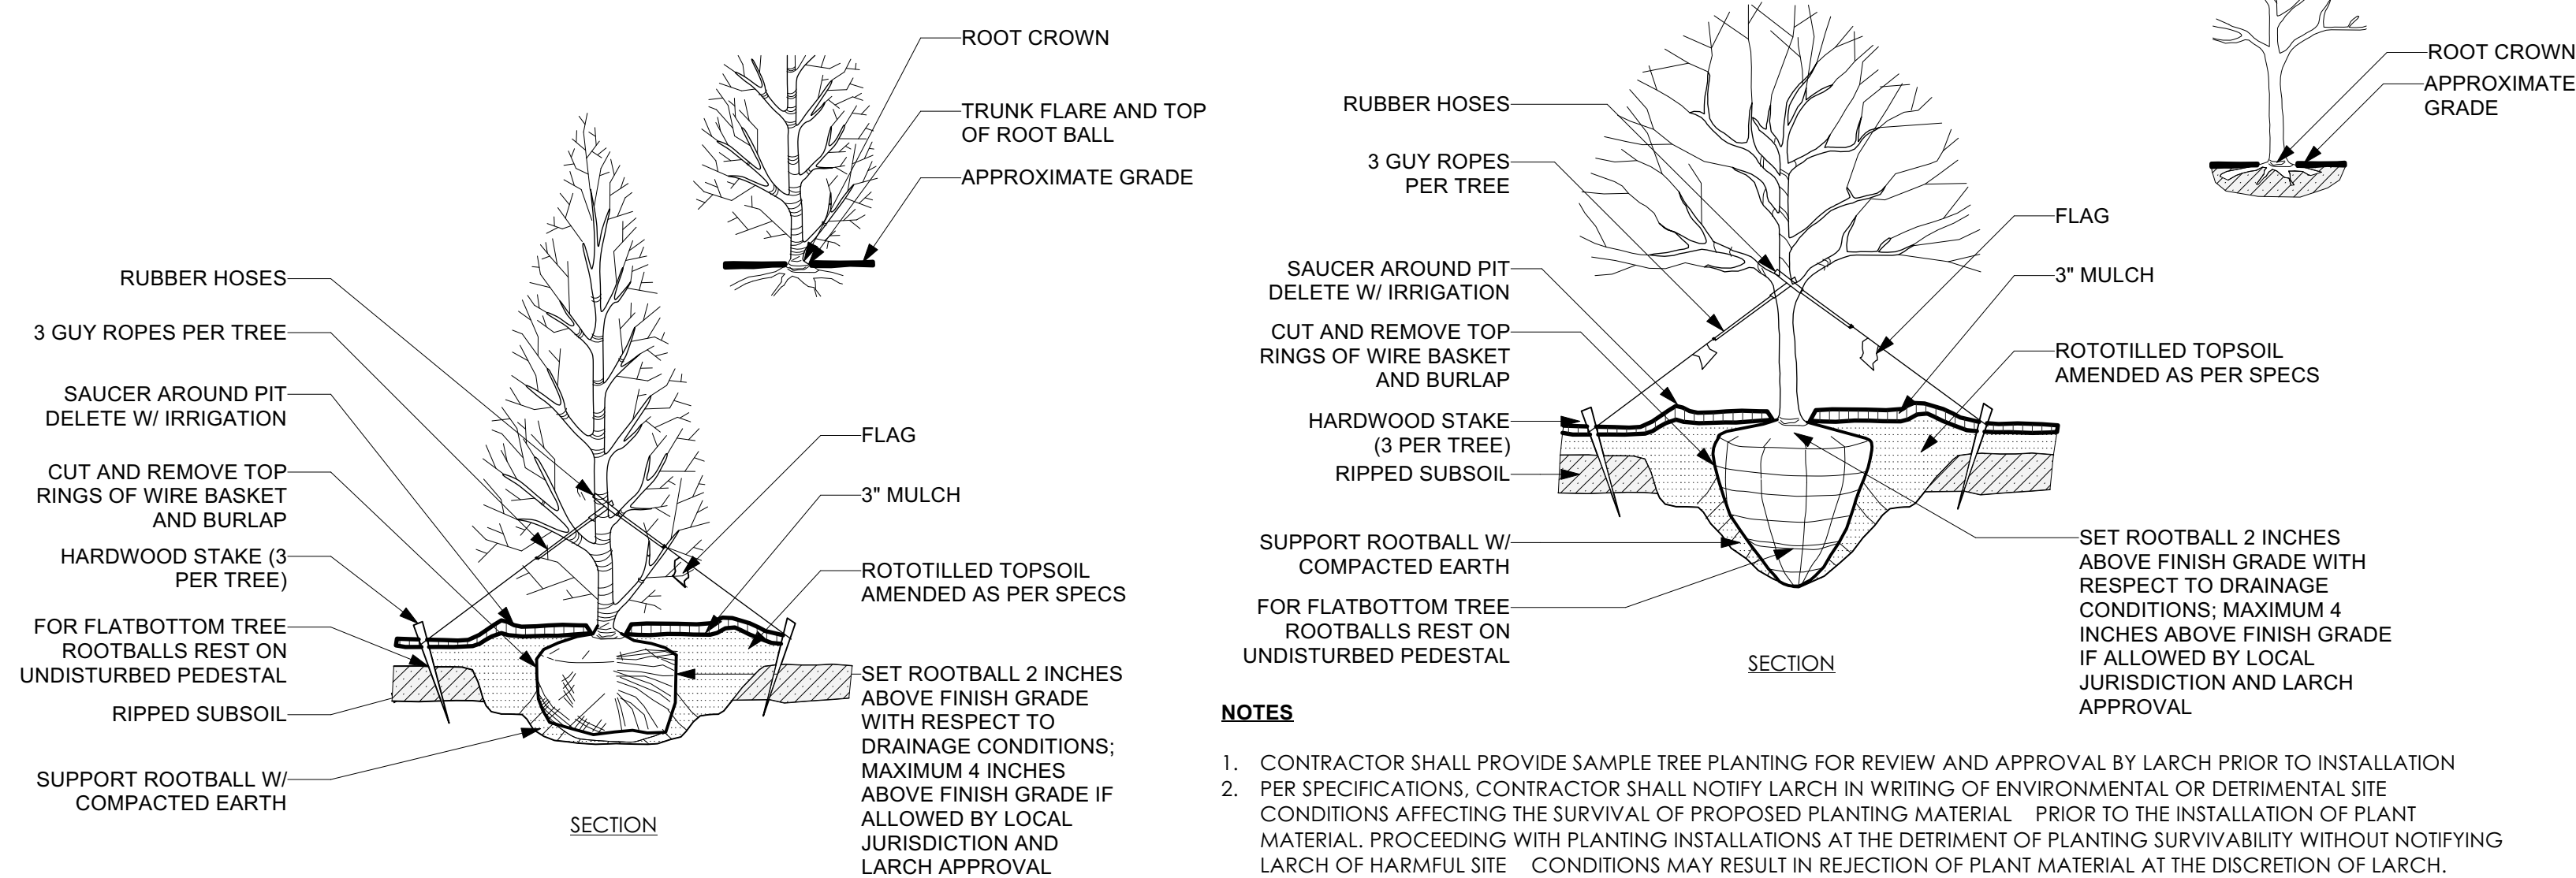 ROOT CROWN
TRUNK FLARE AND TOP
OF ROOT BALL
APPROXIMATE GRADE
RUBBER HOSES
3 GUY ROPES PER TREE
SAUCER AROUND PIT
DELETE W/ IRRIGATION
CUT AND REMOVE TOP
RINGS OF WIRE BASKET
AND BURLAP
HARDWOOD STAKE (3
PER TREE)
FOR FLATBOTTOM TREE
ROOTBALLS REST ON
UNDISTURBED PEDESTAL
RIPPED SUBSOIL
SUPPORT ROOTBALL W/
COMPACTED EARTH
FLAG
3" MULCH
ROTOTILLED TOPSOIL
AMENDED AS PER SPECS
SET ROOTBALL 2 INCHES
ABOVE FINISH GRADE
WITH RESPECT TO
DRAINAGE CONDITIONS;
MAXIMUM 4 INCHES
ABOVE FINISH GRADE IF
ALLOWED BY LOCAL
JURISDICTION AND
LARCH APPROVAL
SECTION
RUBBER HOSES
3 GUY ROPES
PER TREE
SAUCER AROUND PIT
DELETE W/ IRRIGATION
CUT AND REMOVE TOP
RINGS OF WIRE BASKET
AND BURLAP
HARDWOOD STAKE
(3 PER TREE)
RIPPED SUBSOIL
SUPPORT ROOTBALL W/
COMPACTED EARTH
FOR FLATBOTTOM TREE
ROOTBALLS REST ON
UNDISTURBED PEDESTAL
ROOT CROWN
APPROXIMATE
GRADE
FLAG
3" MULCH
ROTOTILLED TOPSOIL
AMENDED AS PER SPECS
SET ROOTBALL 2 INCHES
ABOVE FINISH GRADE WITH
RESPECT TO DRAINAGE
CONDITIONS; MAXIMUM 4
INCHES ABOVE FINISH GRADE
IF ALLOWED BY LOCAL
JURISDICTION AND LARCH
APPROVAL
SECTION
NOTES
1. CONTRACTOR SHALL PROVIDE SAMPLE TREE PLANTING FOR REVIEW AND APPROVAL BY LARCH PRIOR TO INSTALLATION
2. PER SPECIFICATIONS, CONTRACTOR SHALL NOTIFY LARCH IN WRITING OF ENVIRONMENTAL OR DETRIMENTAL SITE
CONDITIONS AFFECTING THE SURVIVAL OF PROPOSED PLANTING MATERIAL PRIOR TO THE INSTALLATION OF PLANT
MATERIAL. PROCEEDING WITH PLANTING INSTALLATIONS AT THE DETRIMENT OF PLANTING SURVIVABILITY WITHOUT NOTIFYING
LARCH OF HARMFUL SITE CONDITIONS MAY RESULT IN REJECTION OF PLANT MATERIAL AT THE DISCRETION OF LARCH.